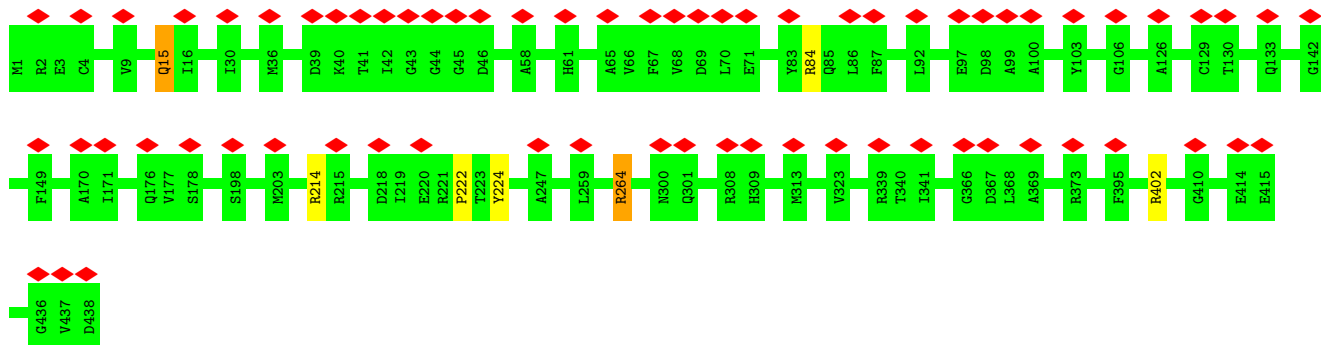 M1 R2 E3 C4 V9 Q15 I16 I30 M36 D39 K40 T41 I42 G43 G44 G45 D46 A58 H61 A65 V66 F67 V68 D69 L70 E71 Y83 R84 Q85 L86 F87 L92 E97 D98 A99 A100 Y103 G106 A126 C129 T130 Q133 G142
F149 A170 I171 Q176 V177 S178 S198 M203 R214 R215 D218 I219 E220 R221 P222 T223 Y224 A247 L259 R264 N300 Q301 R308 H309 M313 V323 R339 T340 I341 G366 D367 L368 A369 R373 F395 R402 G410 E414 E415
G436 V437 D438